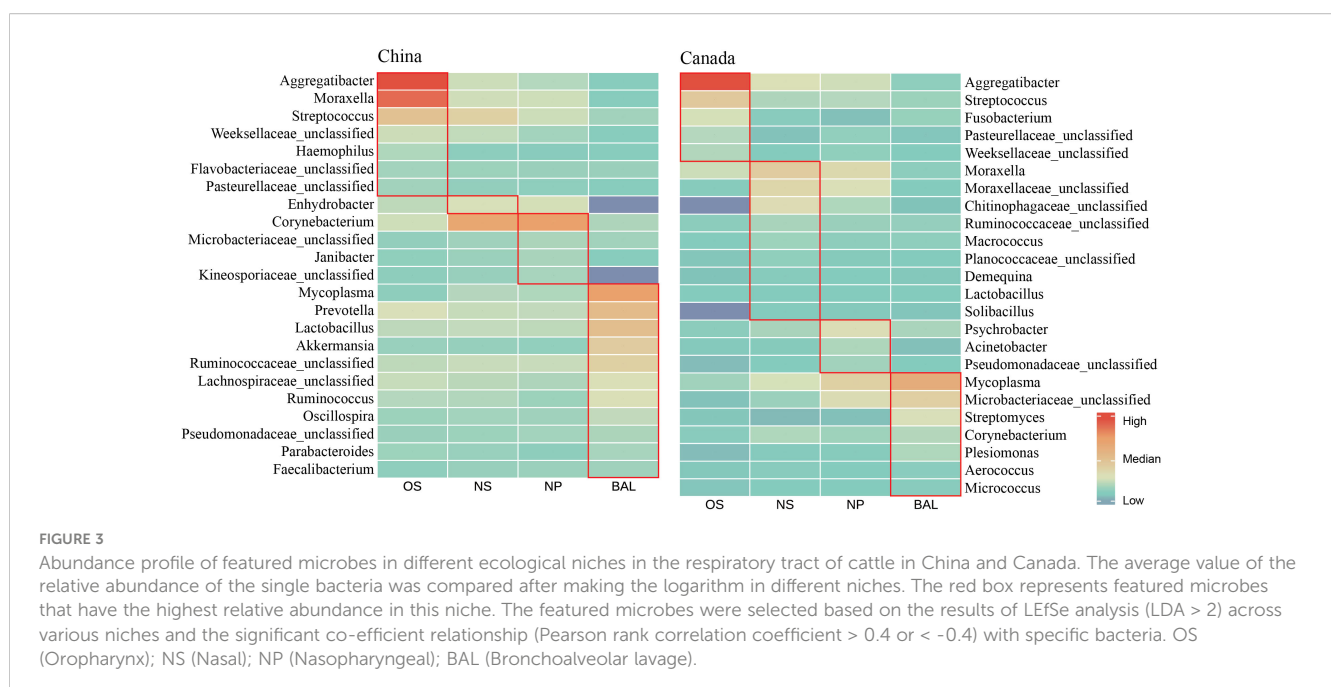 China
Aggregatibacter
Moraxella
Streptococcus
Weeksellaceae_unclassified
Haemophilus
Flavobacteriaceae_unclassified
Pasteurellaceae_unclassified
Enhydrobacter
Corynebacterium
Microbacteriaceae_unclassified
Janibacter
Kineosporiaceae_unclassified
Mycoplasma
Prevotella
Lactobacillus
Akkermansia
Ruminococcaceae_unclassified
Lachnospiraceae_unclassified
Ruminococcus
Oscillospira
Pseudomonadaceae_unclassified
Parabacteroides
Faecalibacterium
OS NS NP BAL
Canada
Aggregatibacter
Streptococcus
Fusobacterium
Pasteurellaceae_unclassified
Weeksellaceae_unclassified
Moraxella
Moraxellaceae_unclassified
Chitinophagaceae_unclassified
Ruminococcaceae_unclassified
Macrococcus
Planococcaceae_unclassified
Demequina
Lactobacillus
Solibacillus
Psychrobacter
Acinetobacter
Pseudomonadaceae_unclassified
Mycoplasma
Microbacteriaceae_unclassified
Streptomyces
Corynebacterium
Plesiomonas
Aerococcus
Micrococcus
OS NS NP BAL
High
Median
Low
FIGURE 3
Abundance profile of featured microbes in different ecological niches in the respiratory tract of cattle in China and Canada. The average value of the
relative abundance of the single bacteria was compared after making the logarithm in different niches. The red box represents featured microbes
that have the highest relative abundance in this niche. The featured microbes were selected based on the results of LEfSe analysis (LDA > 2) across
various niches and the significant co-efficient relationship (Pearson rank correlation coefficient > 0.4 or < -0.4) with specific bacteria. OS
(Oropharynx); NS (Nasal); NP (Nasopharyngeal); BAL (Bronchoalveolar lavage).